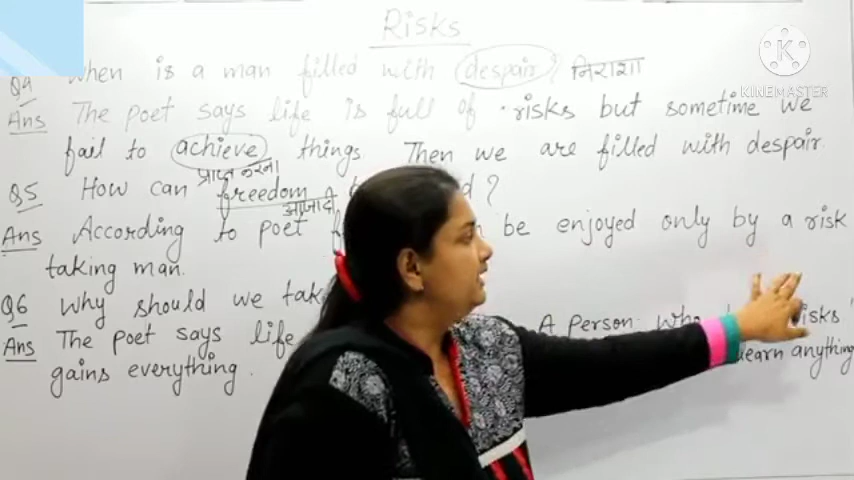 Risks
Q4 When is a man filled with despair? निराशा
KINEMASTER
Ans The poet says life is full of risks but sometime we
fail to achieve things. Then we are filled with despair
प्राप्त करना
Q5 How can freedom ?
आजादी
Ans According to poet be enjoyed only by a risk
taking man.
Q6 Why should we
Ans The poet says life A person who risks
gains everything. learn anything